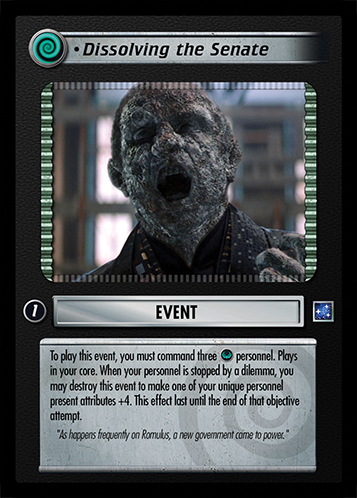 • Dissolving the Senate
1 EVENT
To play this event, you must command three personnel. Plays
in your core. When your personnel is stopped by a dilemma, you
may destroy this event to make one of your unique personnel
present attributes +4. This effect last until the end of that objective
attempt.
"As happens frequently on Romulus, a new government came to power."